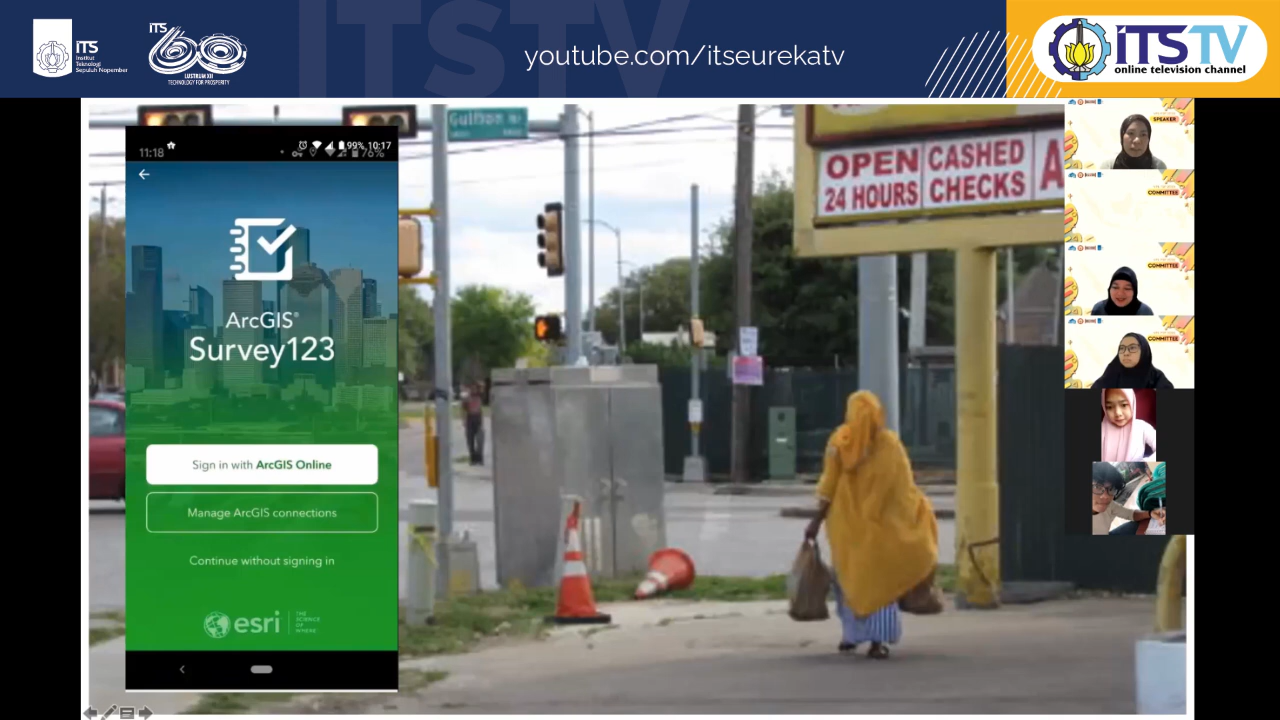 iTS
Institut
Teknologi
Sepuluh Nopember
iTS
60
LUSTRUM XII
TECHNOLOGY FOR PROSPERITY
youtube.com/itseurekatv
iTSTV
online television channel
11:18
99% 10:17
76%
ArcGIS®
Survey123
Sign in with ArcGIS Online
Manage ArcGIS connections
Continue without signing in
esri
THE
SCIENCE
OF
WHERE
Gulfton
OPEN
24 HOURS
CASHED
CHECKS
A
SPEAKER
COMMITTEE
COMMITTEE
COMMITTEE